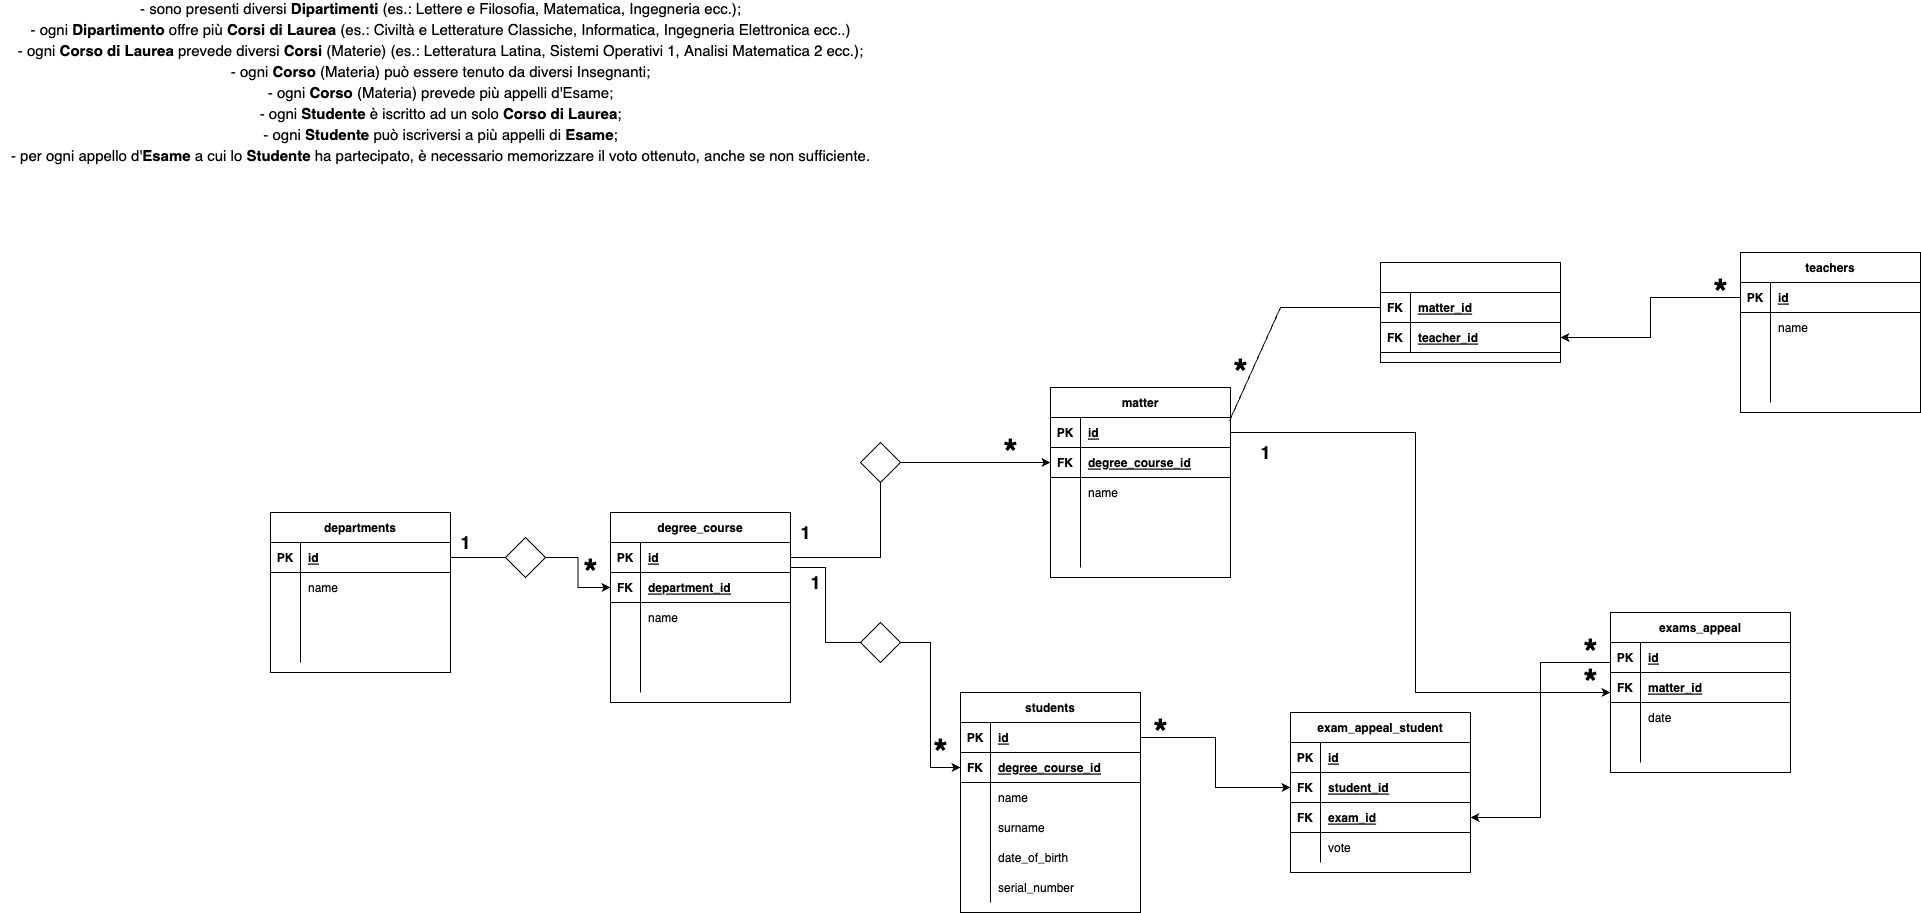 - sono presenti diversi Dipartimenti (es.: Lettere e Filosofia, Matematica, Ingegneria ecc.);
- ogni Dipartimento offre più Corsi di Laurea (es.: Civiltà e Letterature Classiche, Informatica, Ingegneria Elettronica ecc..)
- ogni Corso di Laurea prevede diversi Corsi (Materie) (es.: Letteratura Latina, Sistemi Operativi 1, Analisi Matematica 2 ecc.);
- ogni Corso (Materia) può essere tenuto da diversi Insegnanti;
- ogni Corso (Materia) prevede più appelli d'Esame;
- ogni Studente è iscritto ad un solo Corso di Laurea;
- ogni Studente può iscriversi a più appelli di Esame;
- per ogni appello d'Esame a cui lo Studente ha partecipato, è necessario memorizzare il voto ottenuto, anche se non sufficiente.
departments
PK id
name
1
*
degree_course
PK id
FK department_id
name
1
1
*
matter
PK id
FK degree_course_id
name
*
1
FK matter_id
FK teacher_id
*
teachers
PK id
name
*
students
PK id
FK degree_course_id
name
surname
date_of_birth
serial_number
*
exam_appeal_student
PK id
FK student_id
FK exam_id
vote
*
*
exams_appeal
PK id
FK matter_id
date